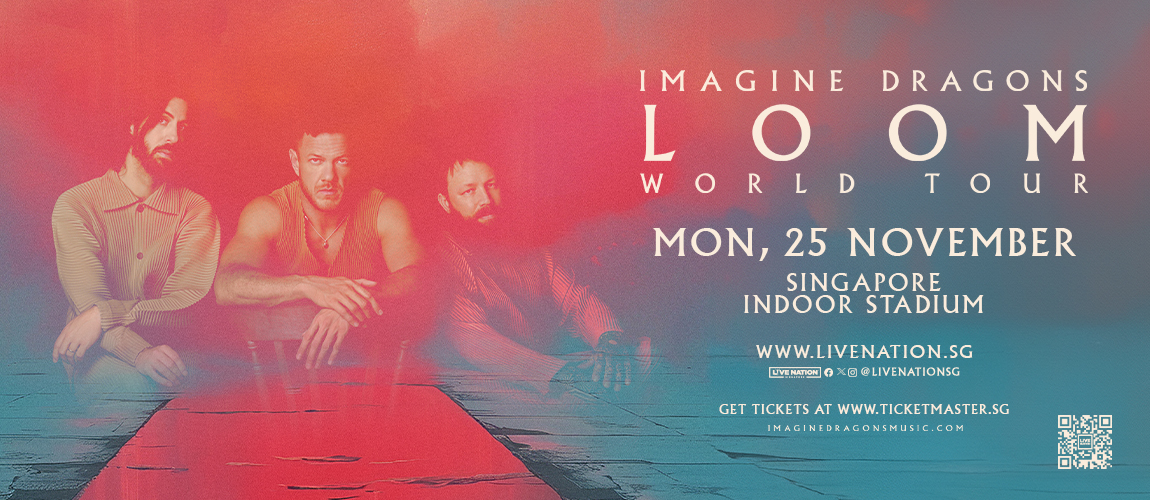 IMAGINE DRAGONS
LOOM
WORLD TOUR
MON, 25 NOVEMBER
SINGAPORE
INDOOR STADIUM
WWW.LIVENATION.SG
LIVE NATION @LIVENATIONSG
GET TICKETS AT WWW.TICKETMASTER.SG
IMAGINEDRAGONSMUSIC.COM